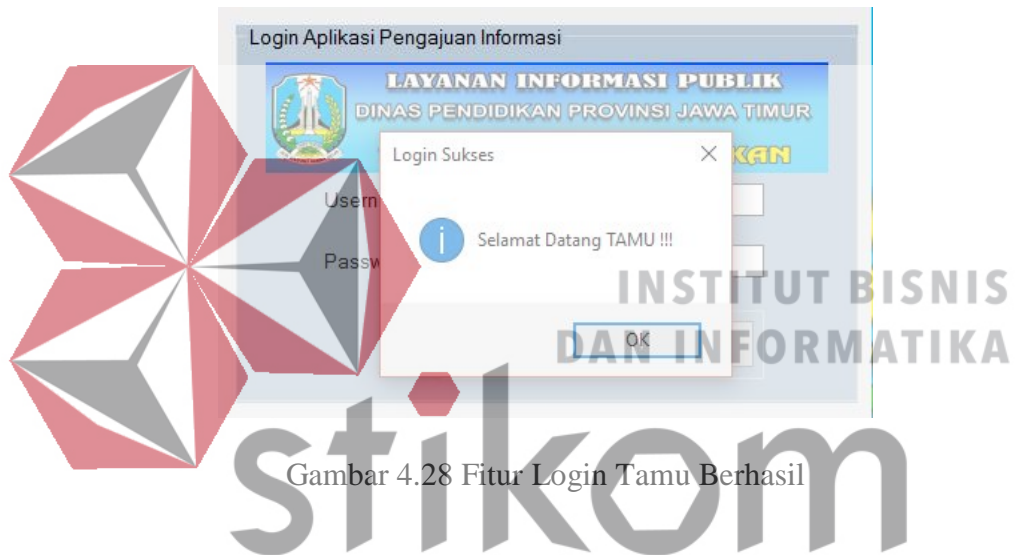 Login Aplikasi Pengajuan Informasi
LAYANAN INFORMASI PUBLIK
DINAS PENDIDIKAN PROVINSI JAWA TIMUR
Login Sukses
Selamat Datang TAMU !!!
OK
INSTITUT BISNIS
DAN INFORMATIKA
stikom
Gambar 4.28 Fitur Login Tamu Berhasil